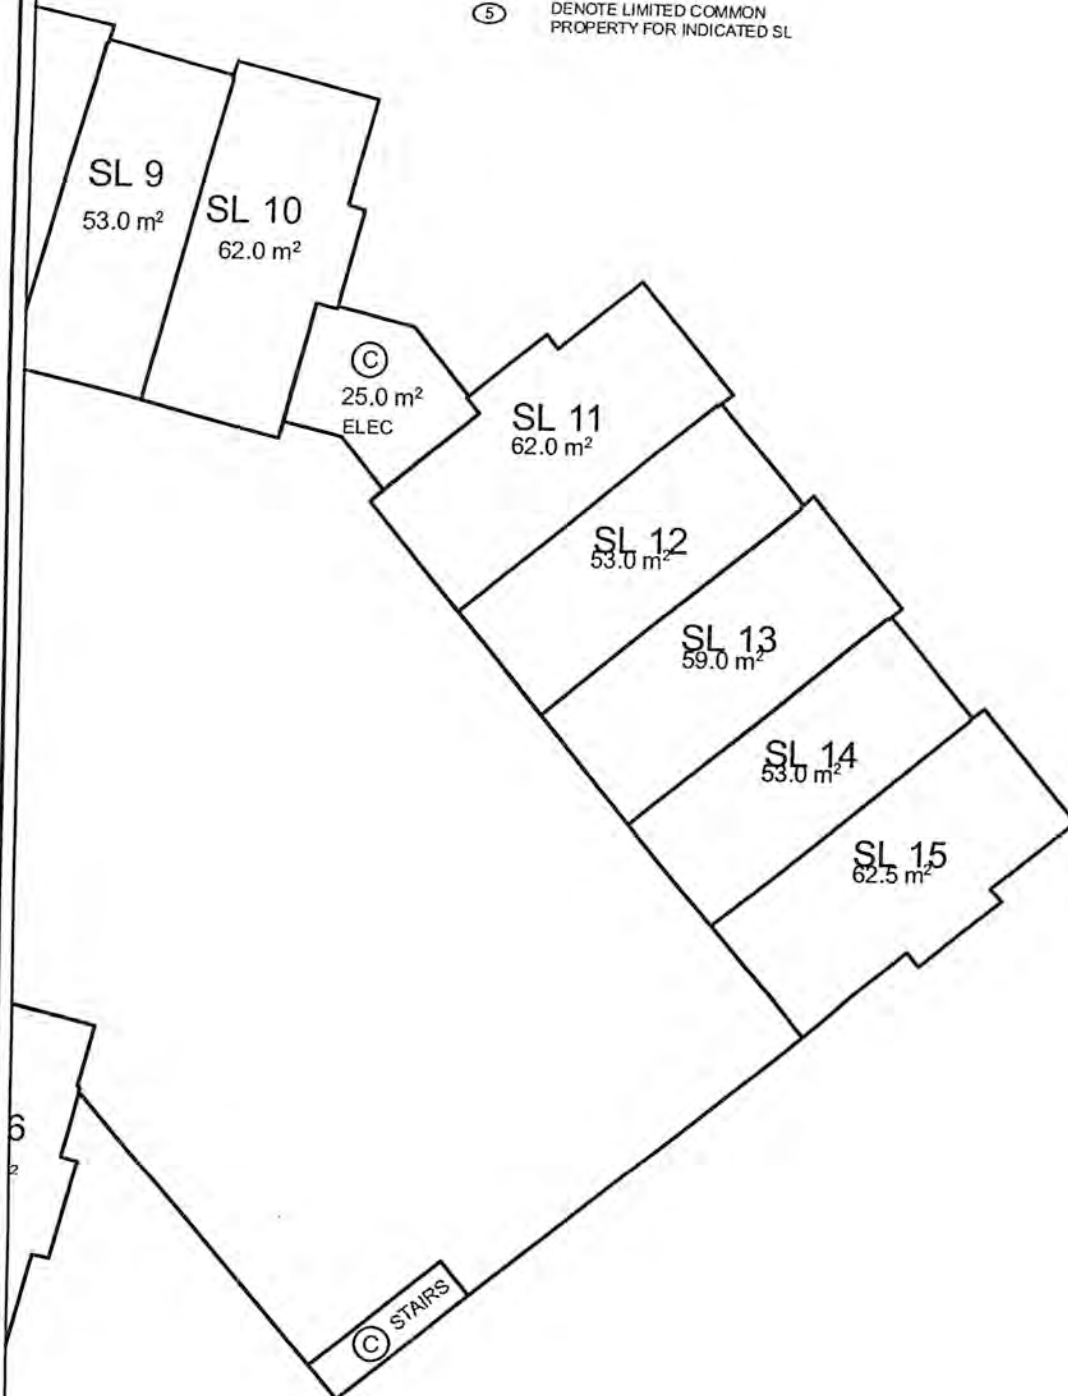 5 DENOTE LIMITED COMMON
PROPERTY FOR INDICATED SL
SL 9
53.0 m²
SL 10
62.0 m²
C
25.0 m²
ELEC
SL 11
62.0 m²
SL 12
53.0 m²
SL 13
59.0 m²
SL 14
53.0 m²
SL 15
62.5 m²
6
²
C STAIRS